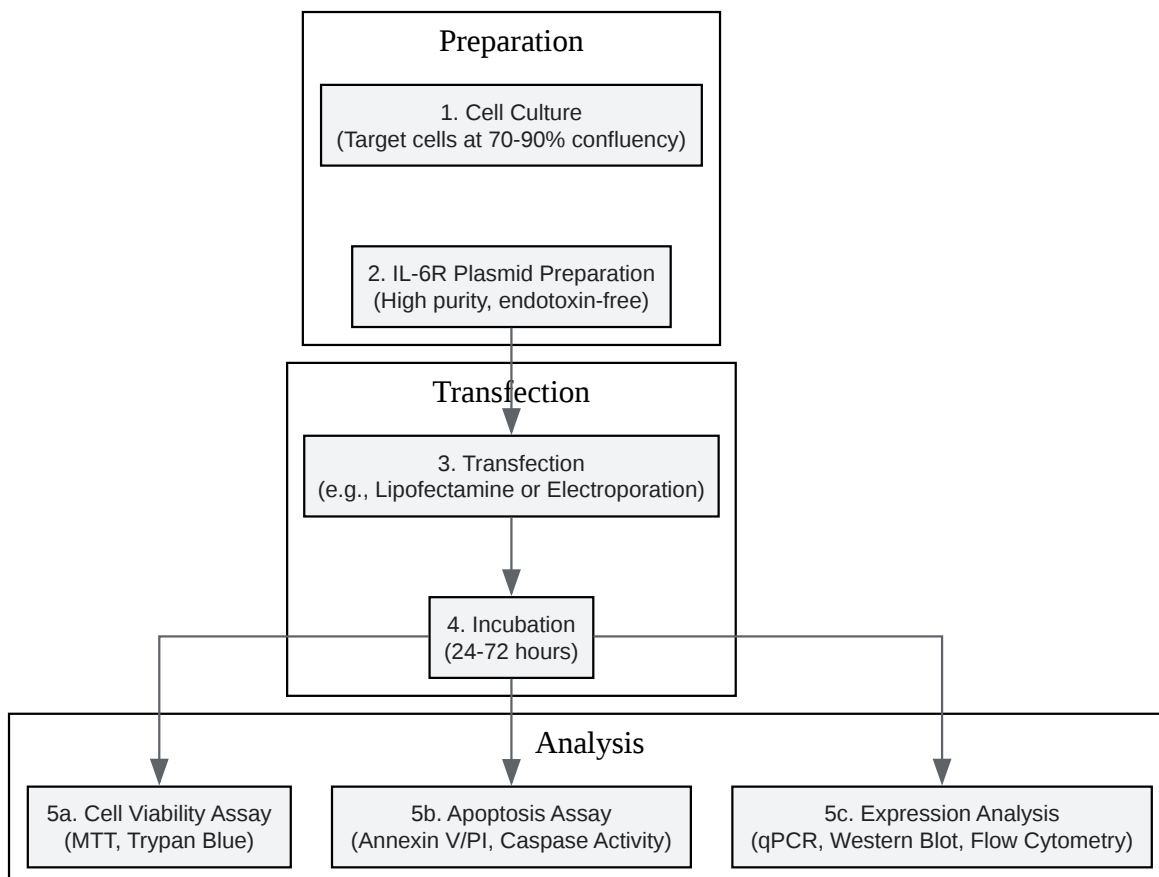 Preparation
1. Cell Culture
(Target cells at 70-90% confluency)
2. IL-6R Plasmid Preparation
(High purity, endotoxin-free)
Transfection
3. Transfection
(e.g., Lipofectamine or Electroporation)
4. Incubation
(24-72 hours)
Analysis
5a. Cell Viability Assay
(MTT, Trypan Blue)
5b. Apoptosis Assay
(Annexin V/PI, Caspase Activity)
5c. Expression Analysis
(qPCR, Western Blot, Flow Cytometry)